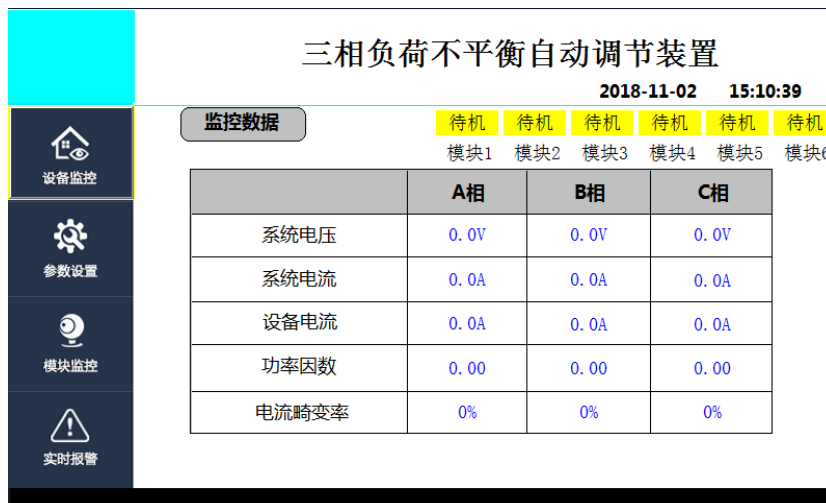 三相负荷不平衡自动调节装置
2018-11-02 15:10:39
监控数据 待机 待机 待机 待机 待机 待机
模块1 模块2 模块3 模块4 模块5 模块6
设备监控
A相 B相 C相
系统电压 0.0V 0.0V 0.0V
参数设置
系统电流 0.0A 0.0A 0.0A
设备电流 0.0A 0.0A 0.0A
模块监控
功率因数 0.00 0.00 0.00
电流畸变率 0% 0% 0%
实时报警